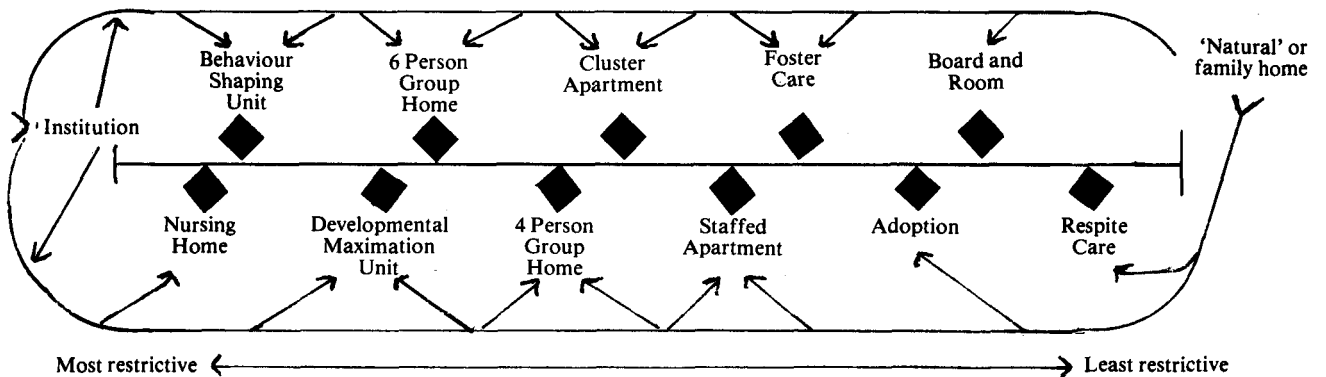 Behaviour
Shaping
Unit
6 Person
Group
Home
Cluster
Apartment
Foster
Care
Board and
Room
'Natural' or
family home
Institution
Nursing
Home
Developmental
Maximation
Unit
4 Person
Group
Home
Staffed
Apartment
Adoption
Respite
Care
Most restrictive
Least restrictive